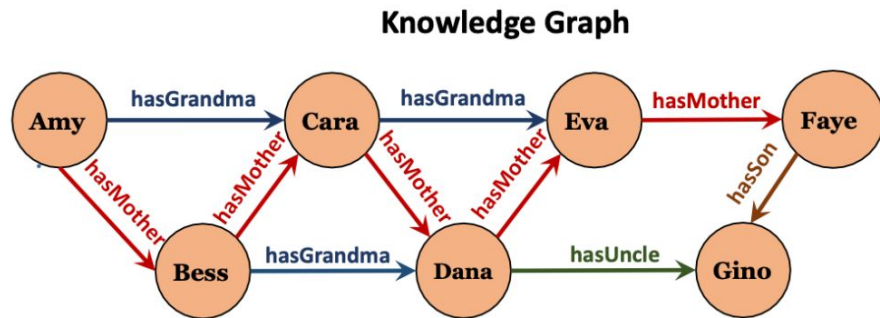 Knowledge Graph
hasGrandma
hasGrandma
hasMother
Amy
Cara
Eva
Faye
hasMother
hasMother
hasMother
hasMother
hasSon
Bess
hasGrandma
Dana
hasUncle
Gino